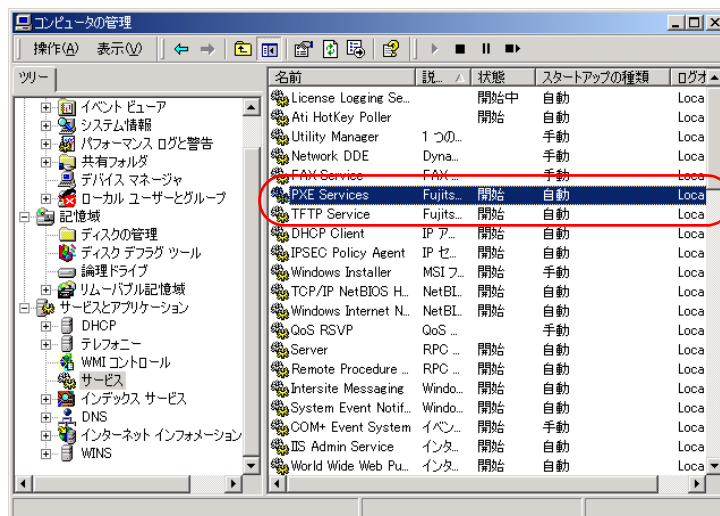 コンピュータの管理
操作(A) 表示(V)
ツリー
イベント ビューア
システム情報
パフォーマンス ログと警告
共有フォルダ
デバイス マネージャ
ローカル ユーザーとグループ
記憶域
ディスクの管理
ディスク デフラグ ツール
論理ドライブ
リムーバブル記憶域
サービスとアプリケーション
DHCP
テレフォニー
WMI コントロール
サービス
インデックス サービス
DNS
インターネット インフォメーション
WINS
名前 説... 状態 スタートアップの種類 ログオ
License Logging Se... 開始中 自動 Loca
Ati HotKey Poller 開始 自動 Loca
Utility Manager 1 つの... 手動 Loca
Network DDE Dyna... 手動 Loca
FAX Service FAX ... 手動 Loca
PXE Services Fujits... 開始 自動 Loca
TFTP Service Fujits... 開始 自動 Loca
DHCP Client IP ア... 開始 自動 Loca
IPSEC Policy Agent IP セ... 開始 自動 Loca
Windows Installer MSI フ... 開始 手動 Loca
TCP/IP NetBIOS H... NetBI... 開始 自動 Loca
Windows Internet N... NetBI... 開始 自動 Loca
QoS RSVP QoS ... 手動 Loca
Server RPC ... 開始 自動 Loca
Remote Procedure ... RPC ... 開始 自動 Loca
Intersite Messaging Windo... 開始 自動 Loca
System Event Notif... Windo... 開始 自動 Loca
COM+ Event System イベン... 開始 手動 Loca
IIS Admin Service インタ... 開始 自動 Loca
World Wide Web Pu... インタ... 開始 自動 Loca